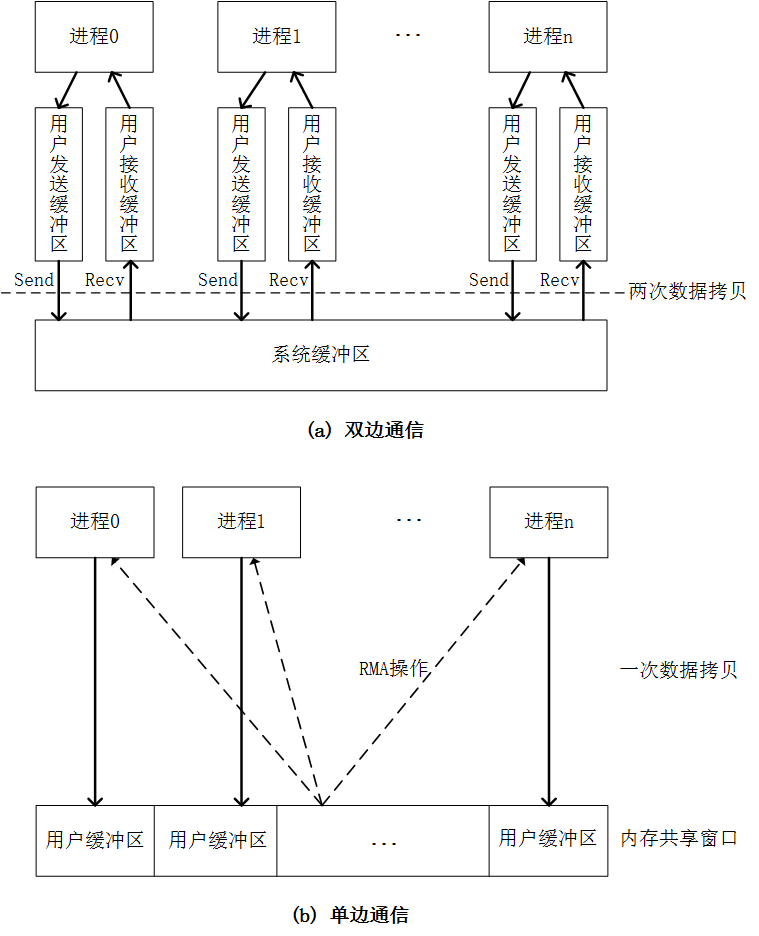 进程0 进程1 ... 进程n
用户发送缓冲区 用户接收缓冲区 用户发送缓冲区 用户接收缓冲区 用户发送缓冲区 用户接收缓冲区
Send Recv Send Recv Send Recv
两次数据拷贝
系统缓冲区
(a) 双边通信
进程0 进程1 ... 进程n
RMA操作
一次数据拷贝
用户缓冲区 用户缓冲区 ... 用户缓冲区 内存共享窗口
(b) 单边通信